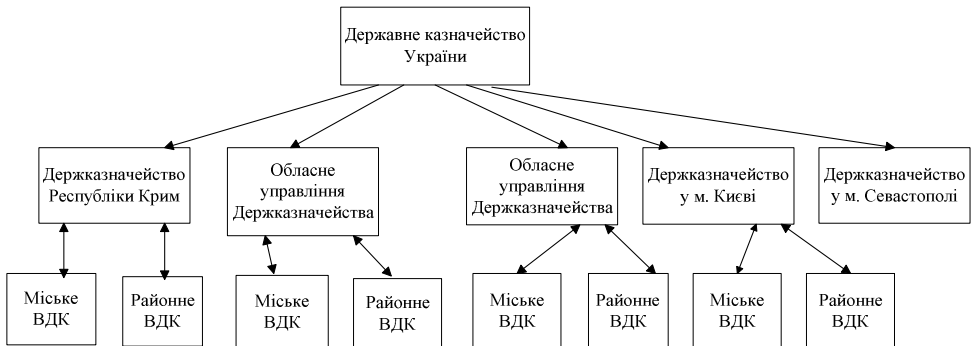 Державне казначейство
України
Держказначейство
Республіки Крим
Обласне
управління
Держказначейства
Обласне
управління
Держказначейства
Держказначейство
у м. Києві
Держказначейство
у м. Севастополі
Міське
ВДК
Районне
ВДК
Міське
ВДК
Районне
ВДК
Міське
ВДК
Районне
ВДК
Міське
ВДК
Районне
ВДК